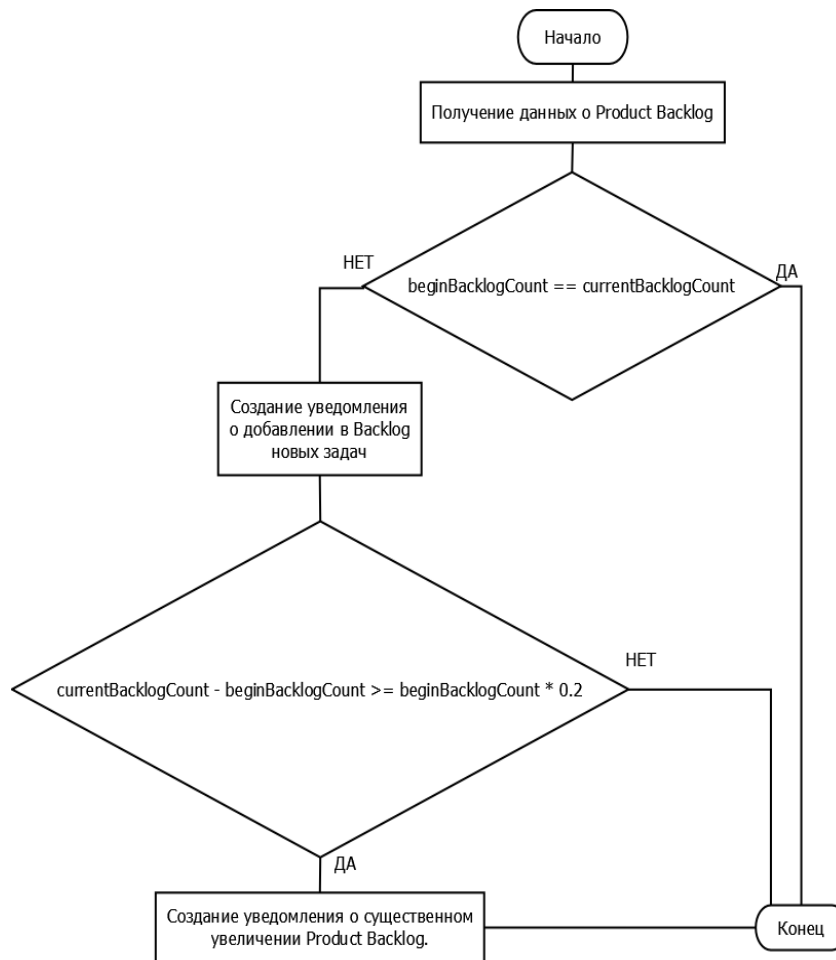 Начало
Получение данных о Product Backlog
НЕТ
ДА
beginBacklogCount == currentBacklogCount
Создание уведомления
о добавлении в Backlog
новых задач
НЕТ
currentBacklogCount - beginBacklogCount >= beginBacklogCount * 0.2
ДА
Создание уведомления о существенном
увеличении Product Backlog.
Конец